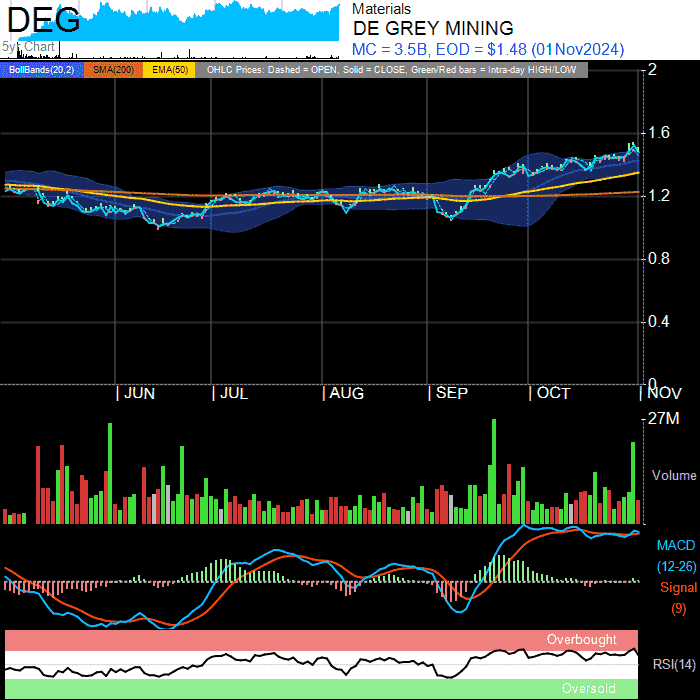 DEG
5yr Chart
Materials
DE GREY MINING
MC = 3.5B, EOD = $1.48 (01Nov2024)
BollBands(20,2) SMA(200) EMA(50) OHLC Prices: Dashed = OPEN, Solid = CLOSE, Green/Red bars = Intra-day HIGH/LOW
2
1.6
1.2
0.8
0.4
0
JUN JUL AUG SEP OCT NOV
27M
Volume
MACD
(12-26)
Signal
(9)
Overbought
RSI(14)
Oversold